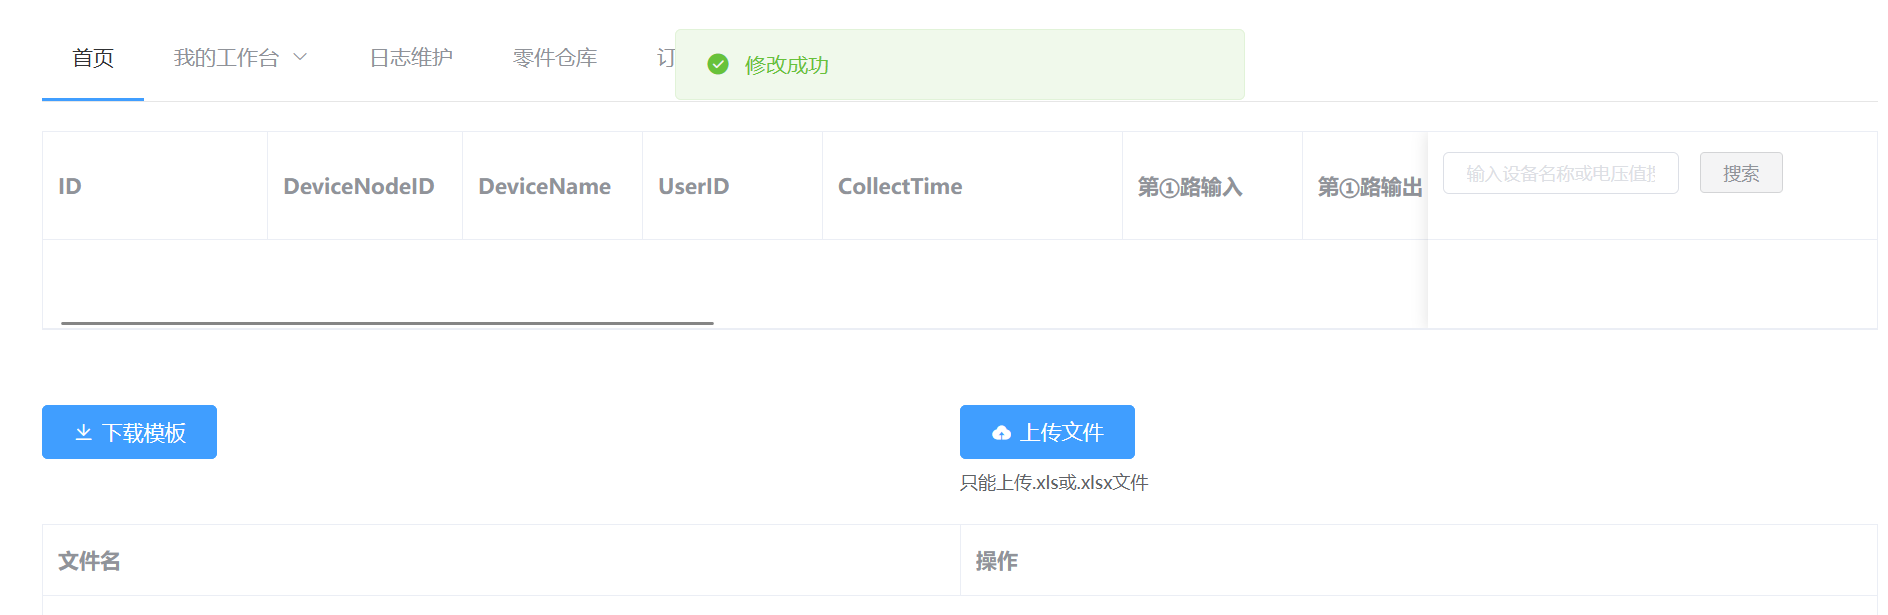 首页 我的工作台 日志维护 零件仓库 订
修改成功
ID DeviceNodeID DeviceName UserID CollectTime 第①路输入 第①路输出 输入设备名称或电压值 搜索
下载模板 上传文件
只能上传.xls或.xlsx文件
文件名 操作